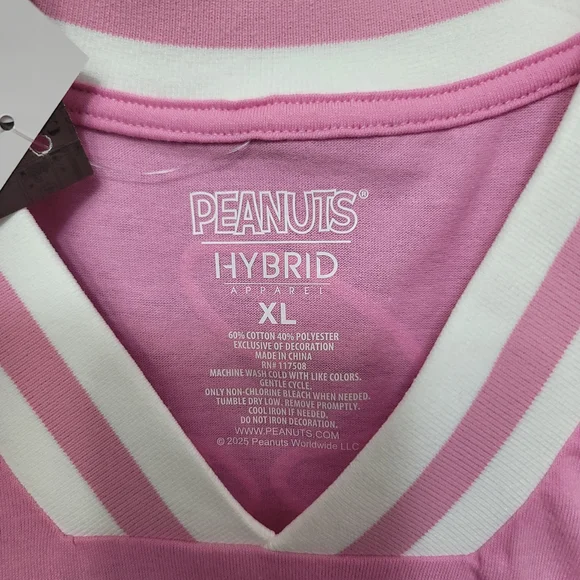 PEANUTS®
HYBRID
APPAREL
XL
60% COTTON 40% POLYESTER
EXCLUSIVE OF DECORATION
MADE IN CHINA
RN# 117508
MACHINE WASH COLD WITH LIKE COLORS.
GENTLE CYCLE.
ONLY NON-CHLORINE BLEACH WHEN NEEDED.
TUMBLE DRY LOW. REMOVE PROMPTLY.
COOL IRON IF NEEDED.
DO NOT IRON DECORATION.
WWW.PEANUTS.COM
© 2025 Peanuts Worldwide LLC